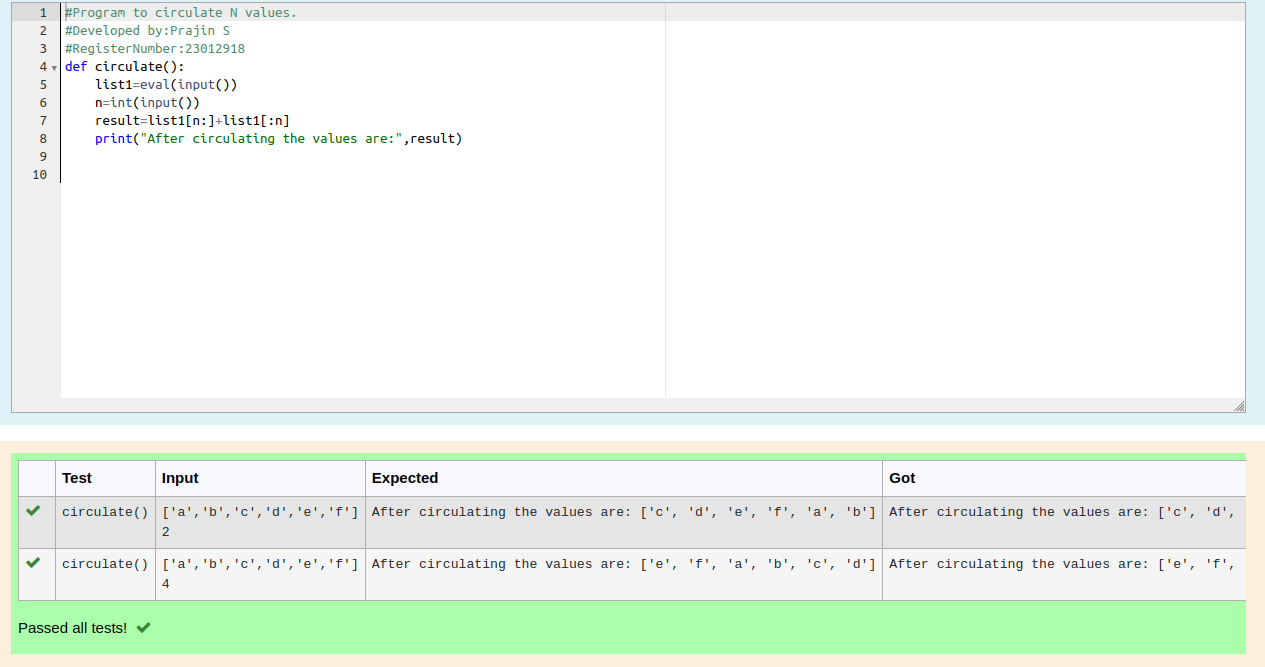 1 #Program to circulate N values.
2 #Developed by:Prajin S
3 #RegisterNumber:23012918
4 def circulate():
5     list1=eval(input())
6     n=int(input())
7     result=list1[n:]+list1[:n]
8     print("After circulating the values are:",result)
9
10
Test Input Expected Got
circulate() ['a','b','c','d','e','f'] After circulating the values are: ['c', 'd', 'e', 'f', 'a', 'b'] After circulating the values are: ['c', 'd',
2
circulate() ['a','b','c','d','e','f'] After circulating the values are: ['e', 'f', 'a', 'b', 'c', 'd'] After circulating the values are: ['e', 'f',
4
Passed all tests!